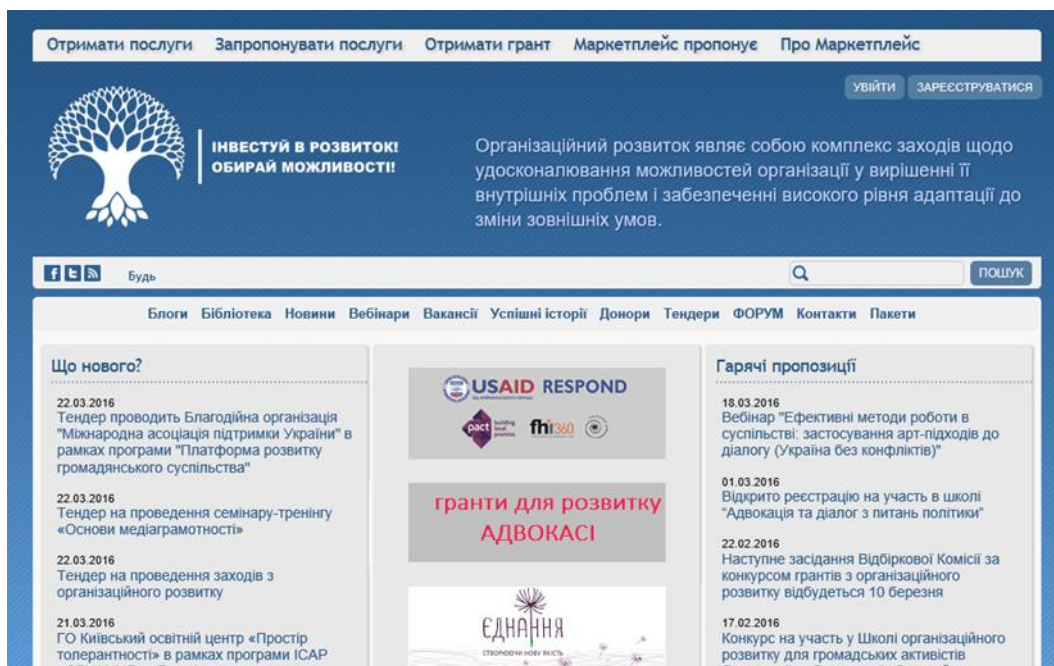 Отримати послуги Запропонувати послуги Отримати грант Маркетплейс пропонує Про Маркетплейс
УВІЙТИ ЗАРЕЄСТРУВАТИСЯ
ІНВЕСТУЙ В РОЗВИТОК!
ОБИРАЙ МОЖЛИВОСТІ!
Організаційний розвиток являє собою комплекс заходів щодо
удосконалювання можливостей організації у вирішенні її
внутрішніх проблем і забезпеченні високого рівня адаптації до
зміни зовнішніх умов.
Будь
ПОШУК
Блоги Бібліотека Новини Вебінари Вакансії Успішні історії Донори Тендери ФОРУМ Контакти Пакети
Що нового?
22.03.2016
Тендер проводить Благодійна організація
"Міжнародна асоціація підтримки України" в
рамках програми "Платформа розвитку
громадянського суспільства"
22.03.2016
Тендер на проведення семінару-тренінгу
«Основи медіаграмотності»
22.03.2016
Тендер на проведення заходів з
організаційного розвитку
21.03.2016
ГО Київський освітній центр «Простір
толерантності» в рамках програми ICAP
USAID RESPOND
pact building local promise
fhi360
гранти для розвитку
АДВОКАСІ
ЄДНАННЯ
СТВОРЮЮЧИ НОВУ ЯКІСТЬ
Гарячі пропозиції
18.03.2016
Вебінар "Ефективні методи роботи в
суспільстві: застосування арт-підходів до
діалогу (Україна без конфліктів)"
01.03.2016
Відкрито реєстрацію на участь в школі
“Адвокація та діалог з питань політики”
22.02.2016
Наступне засідання Відбіркової Комісії за
конкурсом грантів з організаційного
розвитку відбудеться 10 березня
17.02.2016
Конкурс на участь у Школі організаційного
розвитку для громадських активістів